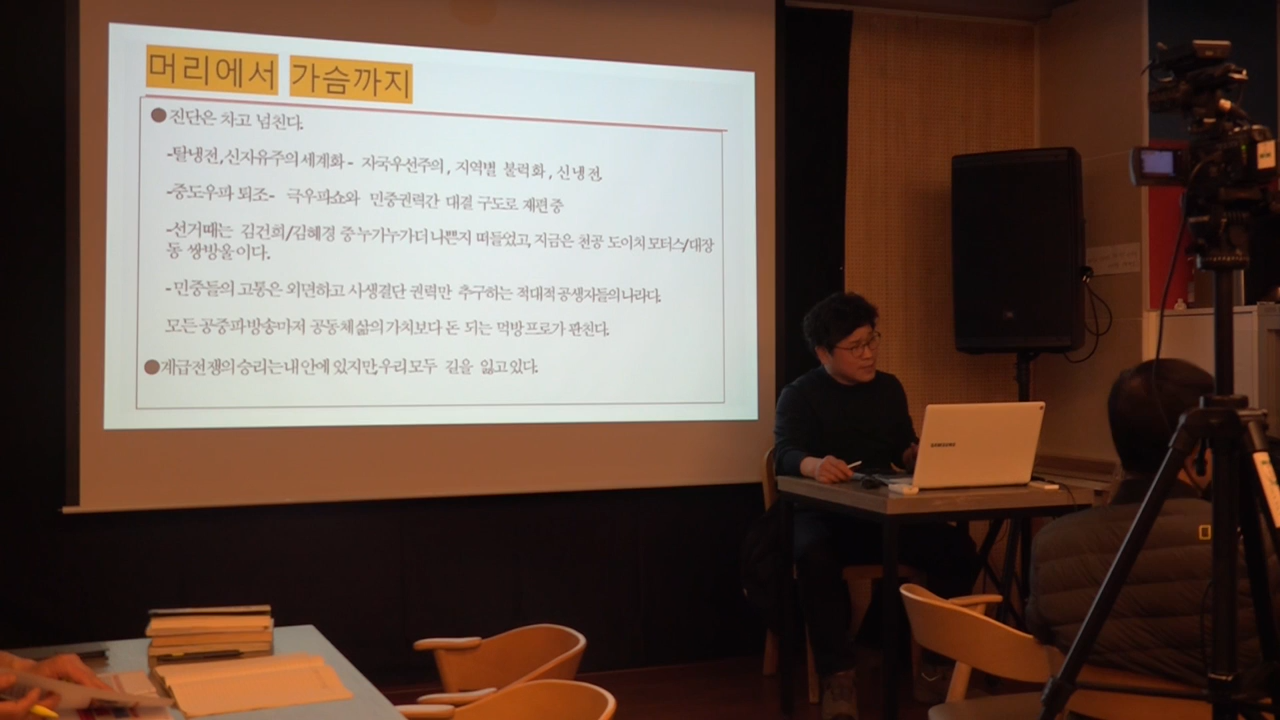 머리에서 가슴까지
●진단은 차고 넘친다.
-탈냉전,신자유주의 세계화 - 자국우선주의, 지역별 블럭화, 신냉전.
-중도우파 퇴조- 극우파쇼와 민중권력간 대결 구도로 재편 중
-선거때는 김건희/김혜경 중 누가누가 더 나쁜지 떠들었고, 지금은 천공 도이치 모터스/대장
동 쌍방울이다.
- 민중들의 고통은 외면하고 사생결단 권력만 추구하는 적대적 공생자들의 나라다.
모든 공중파 방송마저 공동체 삶의 가치보다 돈 되는 먹방 프로가 판친다.
●계급전쟁의 승리는 내 안에 있지만, 우리 모두 길을 잃고 있다.
SAMSUNG